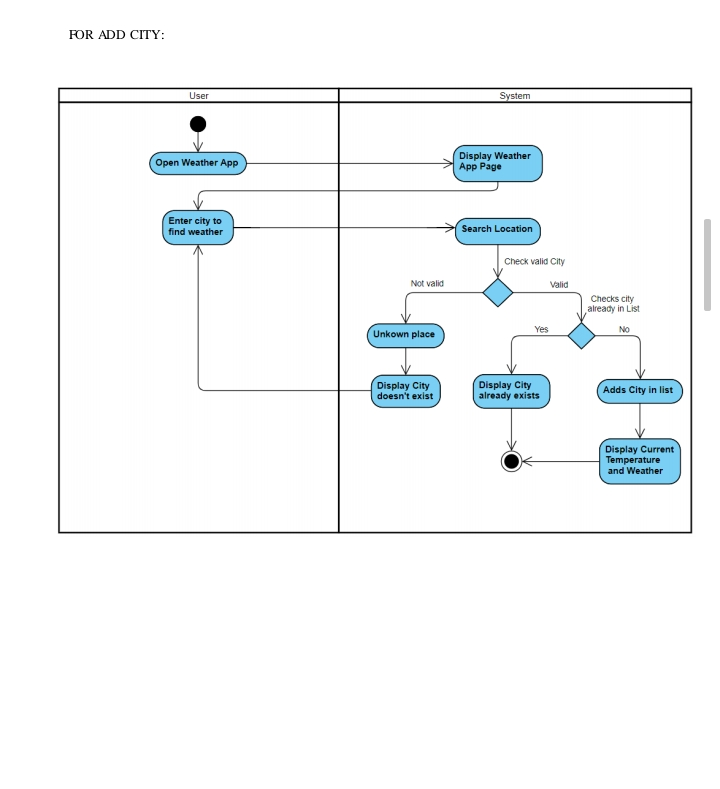 FOR ADD CITY:
User
System
Open Weather App
Display Weather
App Page
Enter city to
find weather
Search Location
Check valid City
Not valid
Valid
Checks city
already in List
Unkown place
Yes
No
Display City
doesn't exist
Display City
already exists
Adds City in list
Display Current
Temperature
and Weather